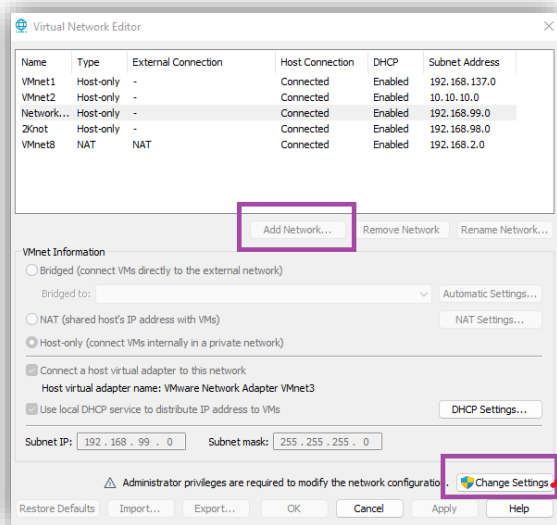 Virtual Network Editor
Name Type External Connection Host Connection DHCP Subnet Address
VMnet1 Host-only - Connected Enabled 192.168.137.0
VMnet2 Host-only - Connected Enabled 10.10.10.0
Network... Host-only - Connected Enabled 192.168.99.0
2Knot Host-only - Connected Enabled 192.168.98.0
VMnet8 NAT NAT Connected Enabled 192.168.2.0
Add Network... Remove Network Rename Network...
VMnet Information
Bridged (connect VMs directly to the external network)
Bridged to: Automatic Settings...
NAT (shared host's IP address with VMs) NAT Settings...
Host-only (connect VMs internally in a private network)
Connect a host virtual adapter to this network
Host virtual adapter name: VMware Network Adapter VMnet3
Use local DHCP service to distribute IP address to VMs DHCP Settings...
Subnet IP: 192 . 168 . 99 . 0 Subnet mask: 255 . 255 . 255 . 0
Administrator privileges are required to modify the network configuration. Change Settings
Restore Defaults Import... Export... OK Cancel Apply Help